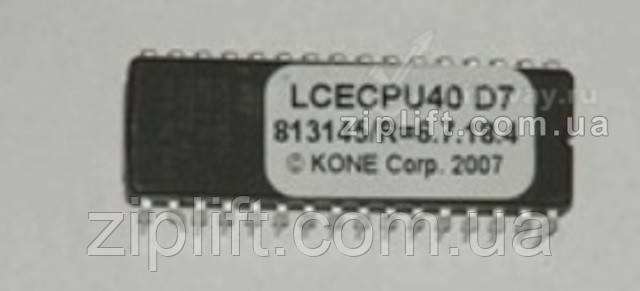 LCECPU40 D7
ziplift.com.ua
© KONE Corp. 2007
ziplift.com.ua